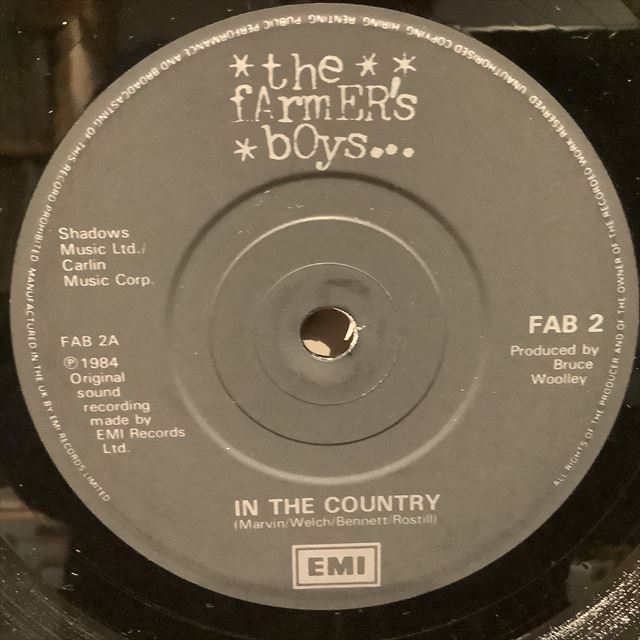 *the**
fArmER's
*bOys...
Shadows
Music Ltd./
Carlin
Music Corp.
FAB 2A
℗ 1984
Original
sound
recording
made by
EMI Records
Ltd.
FAB 2
Produced by
Bruce
Woolley
IN THE COUNTRY
(Marvin/Welch/Bennett/Rostill)
EMI
ALL RIGHTS OF THE PRODUCER AND OF THE OWNER OF THE RECORDED WORK RESERVED. UNAUTHORISED COPYING, HIRING, RENTING, PUBLIC PERFORMANCE AND BROADCASTING OF THIS RECORD PROHIBITED. MANUFACTURED IN THE UK BY EMI RECORDS LIMITED